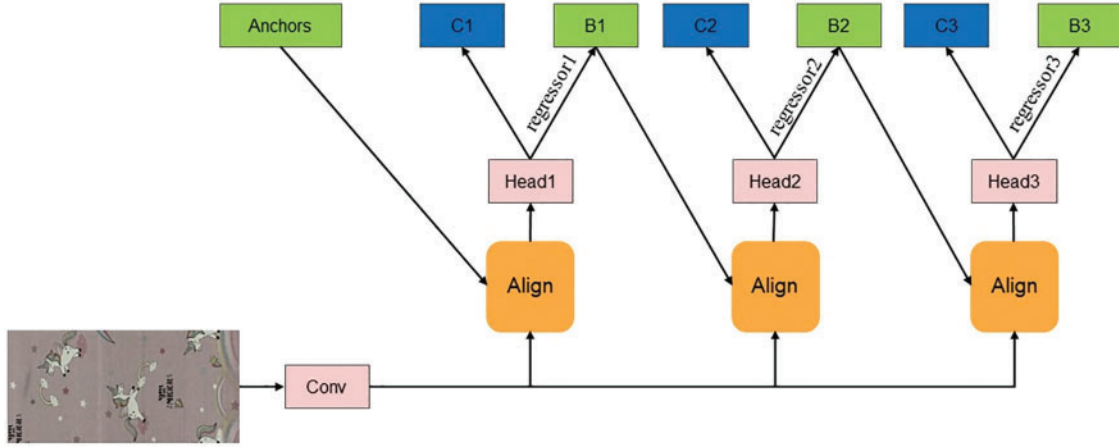 Anchors
C1
B1
C2
B2
C3
B3
regressor1
regressor2
regressor3
Head1
Head2
Head3
Align
Align
Align
Conv